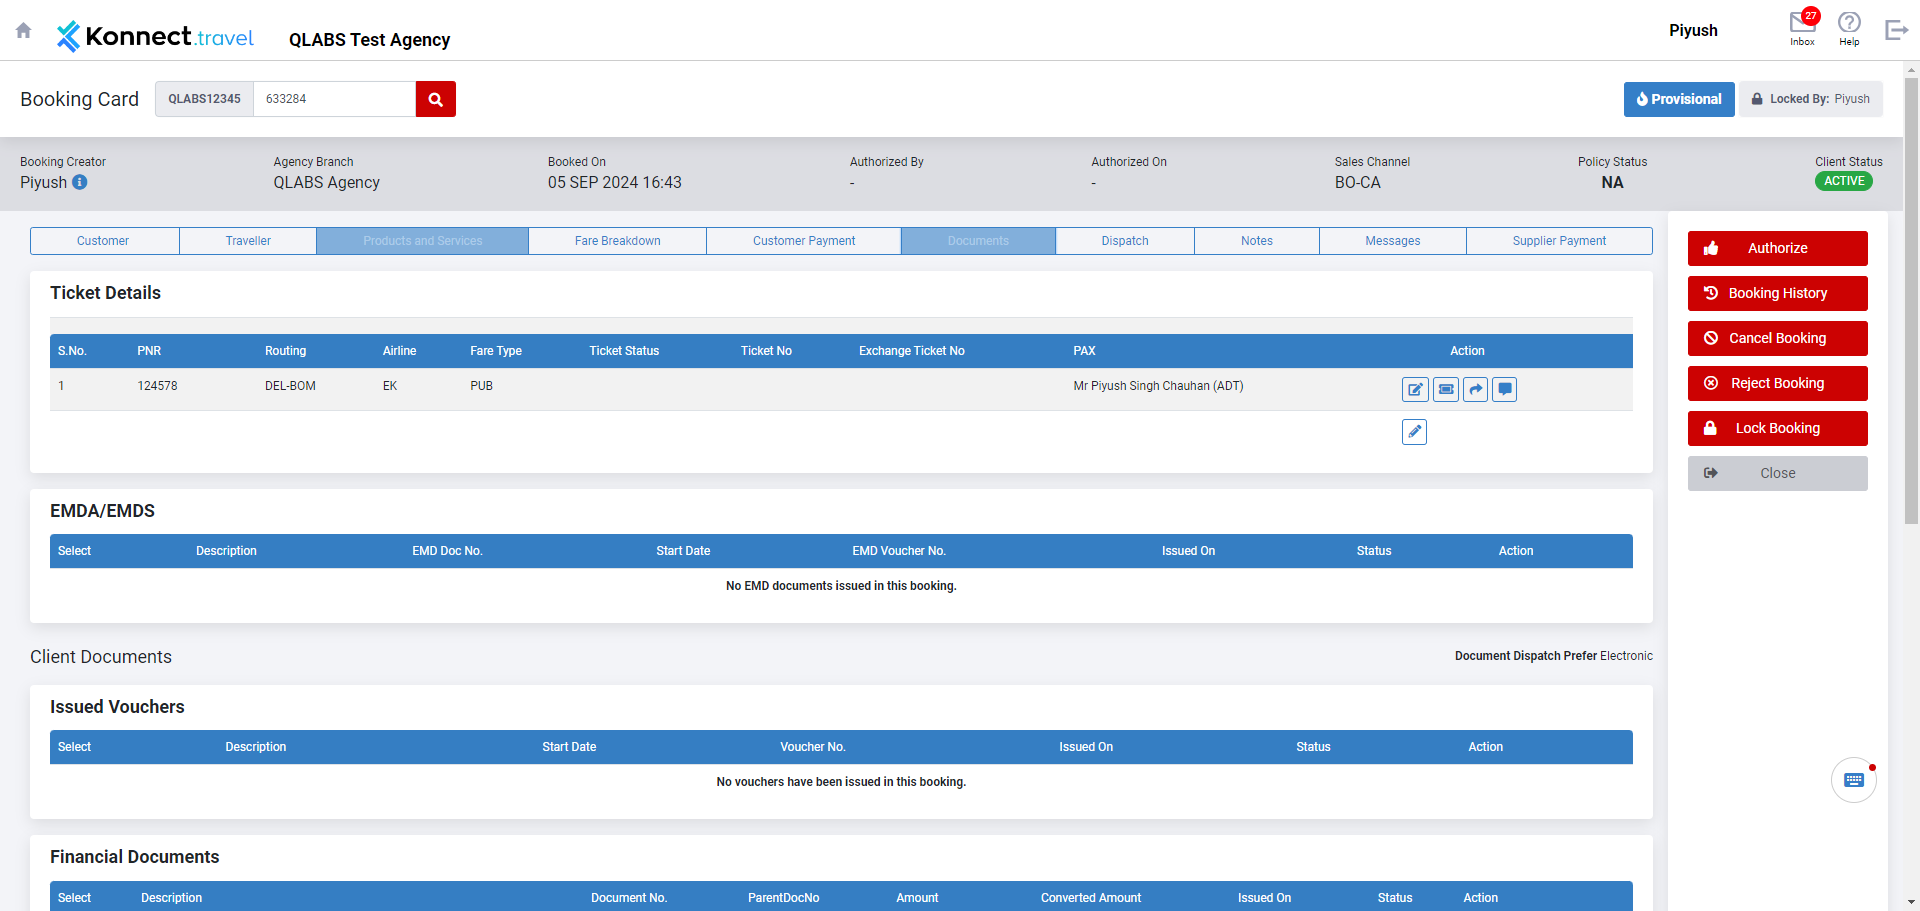 Konnect.travel QLABS Test Agency Piyush 27 Inbox Help
Booking Card QLABS12345 633284 Provisional Locked By: Piyush
Booking Creator Agency Branch Booked On Authorized By Authorized On Sales Channel Policy Status Client Status
Piyush QLABS Agency 05 SEP 2024 16:43 - - BO-CA NA ACTIVE
Customer Traveller Products and Services Fare Breakdown Customer Payment Documents Dispatch Notes Messages Supplier Payment
Authorize
Booking History
Cancel Booking
Reject Booking
Lock Booking
Close
Ticket Details
S.No. PNR Routing Airline Fare Type Ticket Status Ticket No Exchange Ticket No PAX Action
1 124578 DEL-BOM EK PUB Mr Piyush Singh Chauhan (ADT)
EMDA/EMDS
Select Description EMD Doc No. Start Date EMD Voucher No. Issued On Status Action
No EMD documents issued in this booking.
Client Documents Document Dispatch Prefer Electronic
Issued Vouchers
Select Description Start Date Voucher No. Issued On Status Action
No vouchers have been issued in this booking.
Financial Documents
Select Description Document No. ParentDocNo Amount Converted Amount Issued On Status Action